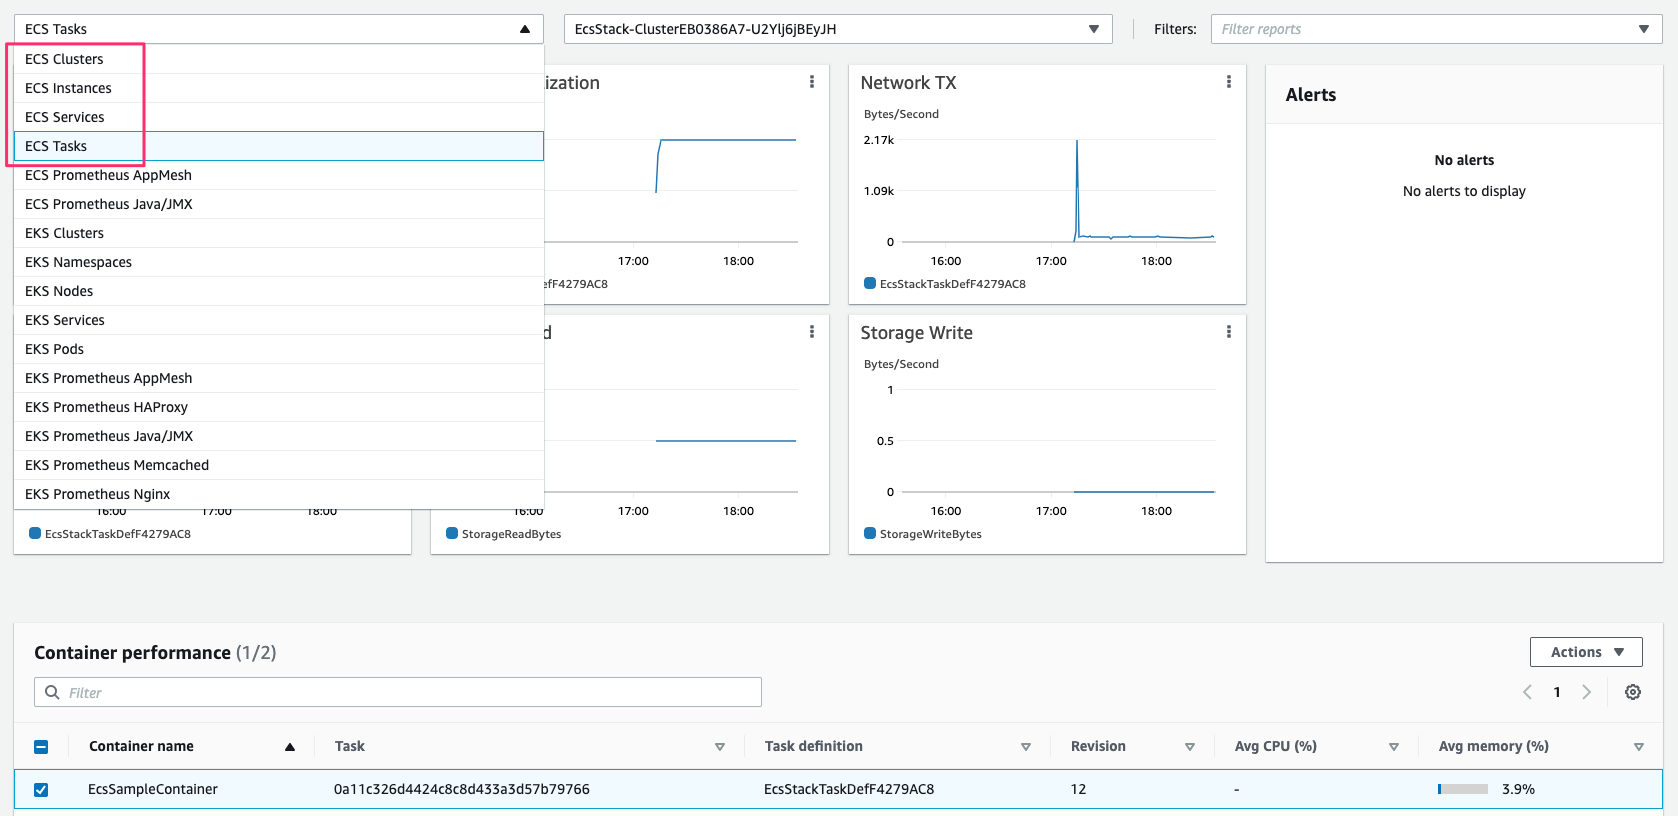 ECS Tasks
EcsStack-ClusterEB0386A7-U2Ylj6jBEyJH
Filters:
Filter reports
ECS Clusters
ECS Instances
ECS Services
ECS Tasks
ECS Prometheus AppMesh
ECS Prometheus Java/JMX
EKS Clusters
EKS Namespaces
EKS Nodes
EKS Services
EKS Pods
EKS Prometheus AppMesh
EKS Prometheus HAProxy
EKS Prometheus Java/JMX
EKS Prometheus Memcached
EKS Prometheus Nginx
16:00 17:00 18:00
EcsStackTaskDefF4279AC8
ization
17:00 18:00
efF4279AC8
Network TX
Bytes/Second
2.17k
1.09k
0
16:00 17:00 18:00
EcsStackTaskDefF4279AC8
d
16:00 17:00 18:00
StorageReadBytes
Storage Write
Bytes/Second
1
0.5
0
16:00 17:00 18:00
StorageWriteBytes
Alerts
No alerts
No alerts to display
Container performance (1/2)
Actions
Filter
1
Container name Task Task definition Revision Avg CPU (%) Avg memory (%)
EcsSampleContainer 0a11c326d4424c8c8d433a3d57b79766 EcsStackTaskDefF4279AC8 12 - 3.9%